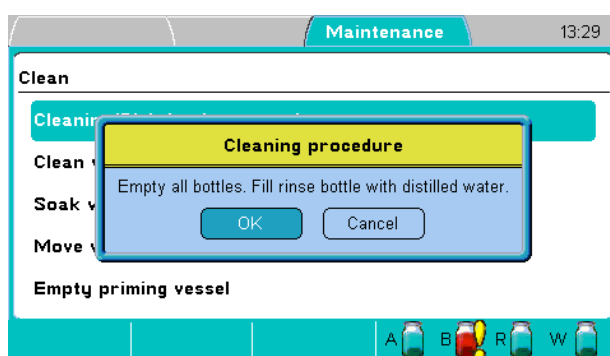 Maintenance 13:29
Clean
Cleaning procedure
Clean
Empty all bottles. Fill rinse bottle with distilled water.
Soak
OK Cancel
Move
Empty priming vessel
A B R W